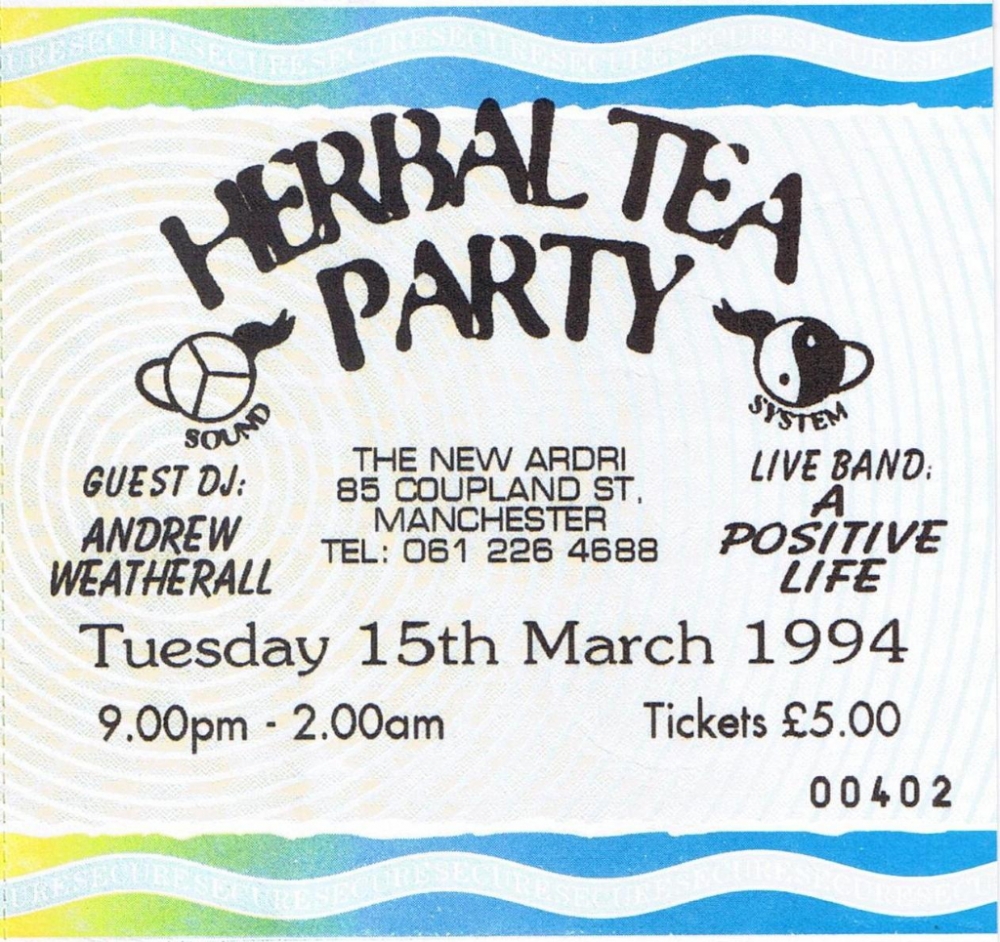 RESECURESECURESECURESECURESECURESECURESECURESE
HERBAL TEA
PARTY
SOUND
SYSTEM
GUEST DJ:
ANDREW
WEATHERALL
THE NEW ARDRI
85 COUPLAND ST,
MANCHESTER
TEL: 061 226 4688
LIVE BAND:
A
POSITIVE
LIFE
Tuesday 15th March 1994
9.00pm - 2.00am
Tickets £5.00
00402